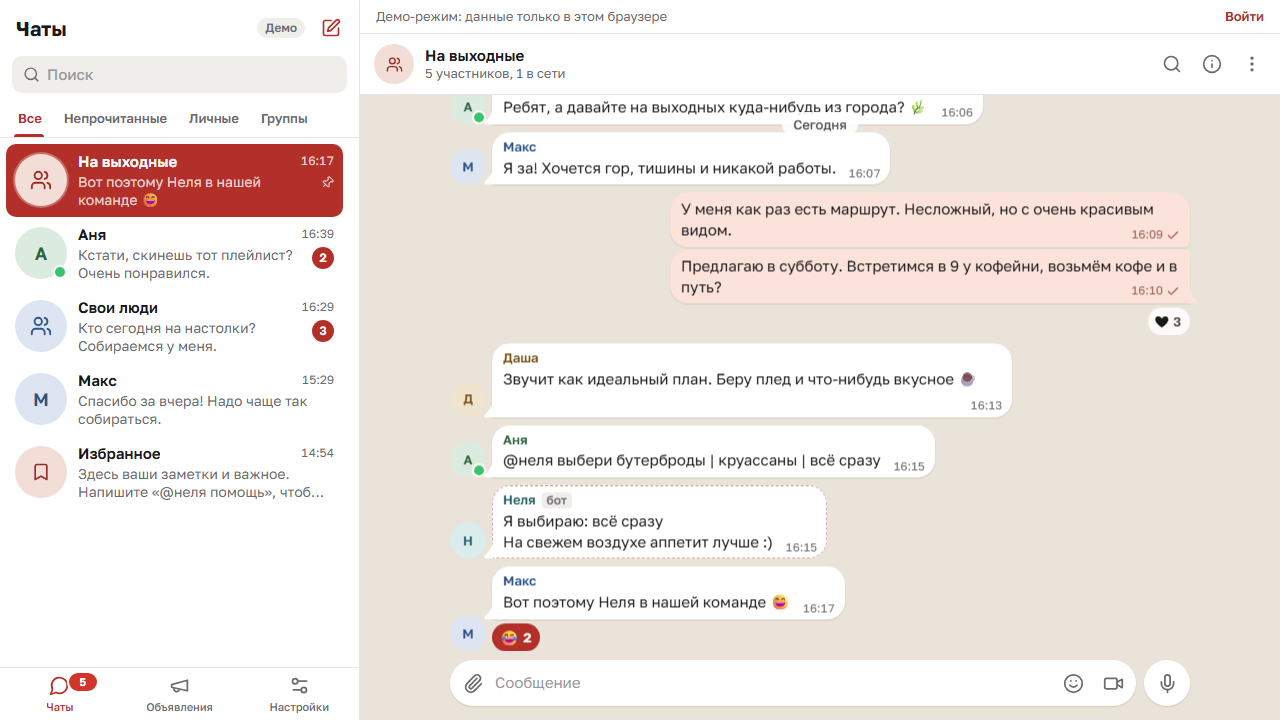 Чаты
Демо
Поиск
Все
Непрочитанные
Личные
Группы
На выходные
16:17
Вот поэтому Неля в нашей
команде 😆
А
Аня
16:39
Кстати, скинешь тот плейлист?
Очень понравился.
2
Свои люди
16:29
Кто сегодня на настолки?
Собираемся у меня.
3
М
Макс
15:29
Спасибо за вчера! Надо чаще так
собираться.
Избранное
14:54
Здесь ваши заметки и важное.
Напишите «@неля помощь», чтоб...
5
Чаты
Объявления
Настройки
Демо-режим: данные только в этом браузере
Войти
На выходные
5 участников, 1 в сети
А
Ребят, а давайте на выходных куда-нибудь из города? 🌿
16:06
Сегодня
М
Макс
Я за! Хочется гор, тишины и никакой работы.
16:07
У меня как раз есть маршрут. Несложный, но с очень красивым
видом.
16:09
Предлагаю в субботу. Встретимся в 9 у кофейни, возьмём кофе и в
путь?
16:10
🖤 3
Д
Даша
Звучит как идеальный план. Беру плед и что-нибудь вкусное
16:13
А
Аня
@неля выбери бутерброды | круассаны | всё сразу
16:15
Н
Неля бот
Я выбираю: всё сразу
На свежем воздухе аппетит лучше :)
16:15
М
Макс
Вот поэтому Неля в нашей команде 😆
16:17
😂 2
Сообщение